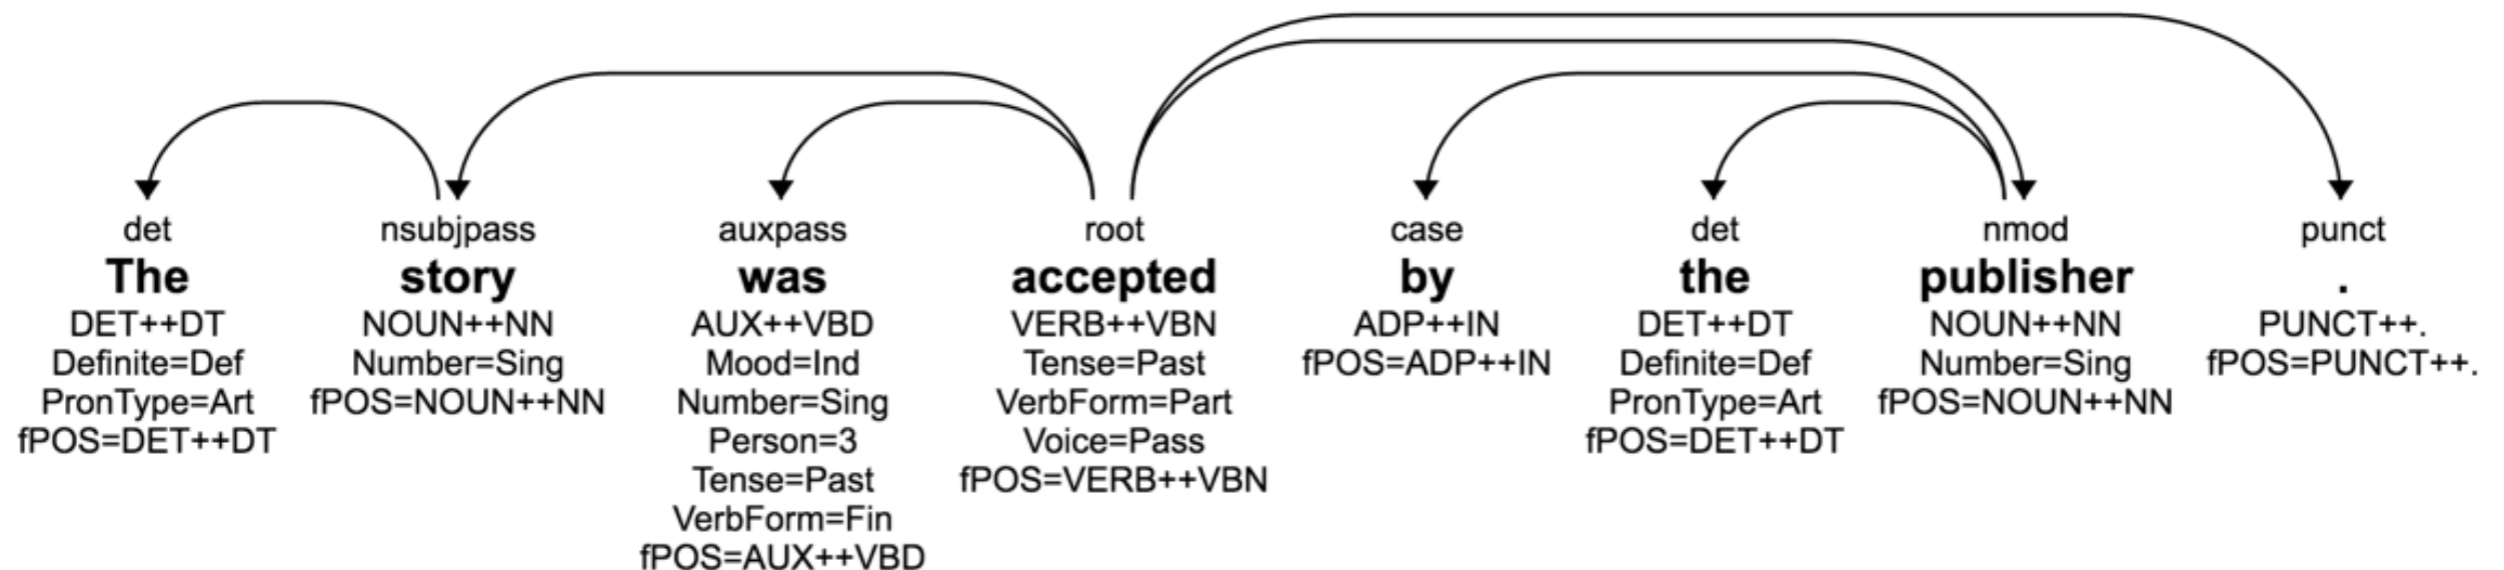 det nsubjpass auxpass root case det nmod punct
The story was accepted by the publisher .
DET++DT NOUN++NN AUX++VBD VERB++VBN ADP++IN DET++DT NOUN++NN PUNCT++.
Definite=Def Number=Sing Mood=Ind Tense=Past fPOS=ADP++IN Definite=Def Number=Sing fPOS=PUNCT++.
PronType=Art fPOS=NOUN++NN Number=Sing VerbForm=Part PronType=Art fPOS=NOUN++NN
fPOS=DET++DT Person=3 Voice=Pass fPOS=DET++DT
Tense=Past fPOS=VERB++VBN
VerbForm=Fin
fPOS=AUX++VBD